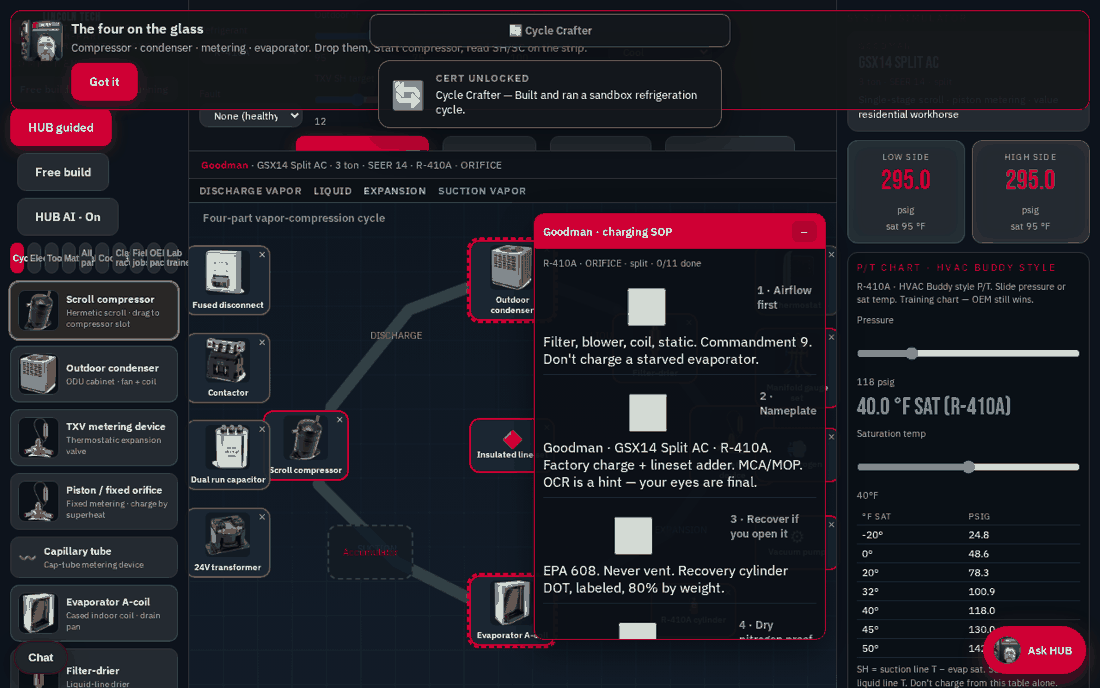 The four on the glass
Compressor · condenser · metering · evaporator. Drop them, Start compressor, read SH/SC on the strip.
Got it
Cycle Crafter
CERT UNLOCKED
Cycle Crafter — Built and ran a sandbox refrigeration
cycle.
GSX14 SPLIT AC
Single-stage scroll · piston metering · value
residential workhorse
HUB guided
Free build
HUB AI · On
None (healthy
12
Goodman · GSX14 Split AC · 3 ton · SEER 14 · R-410A · ORIFICE
DISCHARGE VAPOR LIQUID EXPANSION SUCTION VAPOR
Four-part vapor-compression cycle
Scroll compressor
Hermetic scroll · drag to
compressor slot
Outdoor condenser
ODU cabinet · fan + coil
TXV metering device
Thermostatic expansion
valve
Piston / fixed orifice
Fixed metering · charge by
superheat
Capillary tube
Cap-tube metering device
Evaporator A-coil
Cased indoor coil · drain
pan
Filter-drier
Liquid-line drier
Chat
Fused disconnect
Contactor
Dual run capacitor
24V transformer
Scroll compressor
DISCHARGE
Outdoor
condenser
Insulated line
Evaporator A-c
Goodman · charging SOP
–
R-410A · ORIFICE · split · 0/11 done
1 · Airflow
first
Filter, blower, coil, static. Commandment 9.
Don't charge a starved evaporator.
2 ·
Nameplate
Goodman · GSX14 Split AC · R-410A.
Factory charge + lineset adder. MCA/MOP.
OCR is a hint — your eyes are final.
3 · Recover if
you open it
EPA 608. Never vent. Recovery cylinder
DOT, labeled, 80% by weight.
4 · Dry
nitrogen proof
LOW SIDE
295.0
psig
sat 95 °F
HIGH SIDE
295.0
psig
sat 95 °F
P/T CHART · HVAC BUDDY STYLE
R-410A · HVAC Buddy style P/T. Slide pressure or
sat temp. Training chart — OEM still wins.
Pressure
118 psig
40.0 °F SAT (R-410A)
Saturation temp
40°F
°F SAT PSIG
-20° 24.8
0° 48.6
20° 78.3
32° 100.9
40° 118.0
45° 130.0
50° 142
Ask HUB
SH = suction line T − evap sat. S
liquid line T. Don't charge from this table alone.